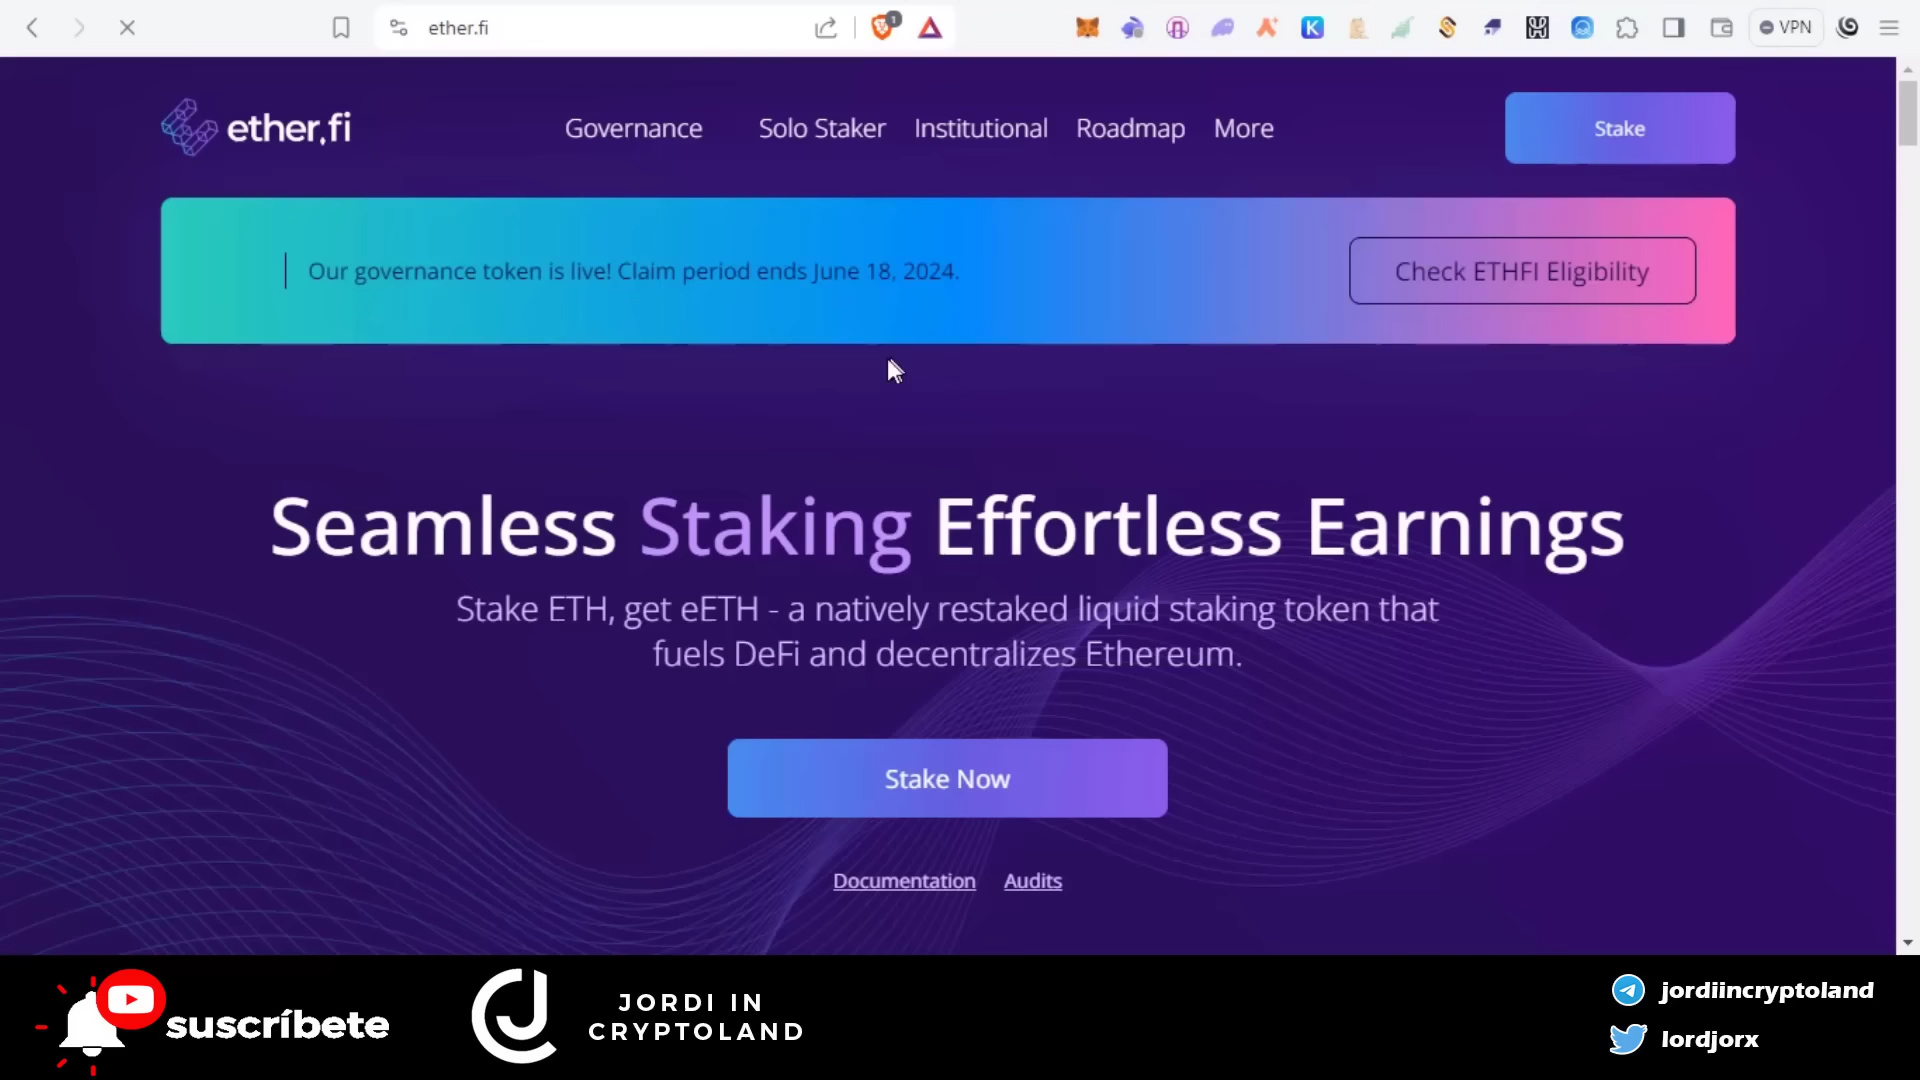 ether.fi
1
VPN
ether.fi
Governance
Solo Staker
Institutional
Roadmap
More
Stake
Our governance token is live! Claim period ends June 18, 2024.
Check ETHFI Eligibility
Seamless Staking Effortless Earnings
Stake ETH, get eETH - a natively restaked liquid staking token that
fuels DeFi and decentralizes Ethereum.
Stake Now
Documentation
Audits
suscríbete
JORDI IN
CRYPTOLAND
jordiincryptoland
lordjorx